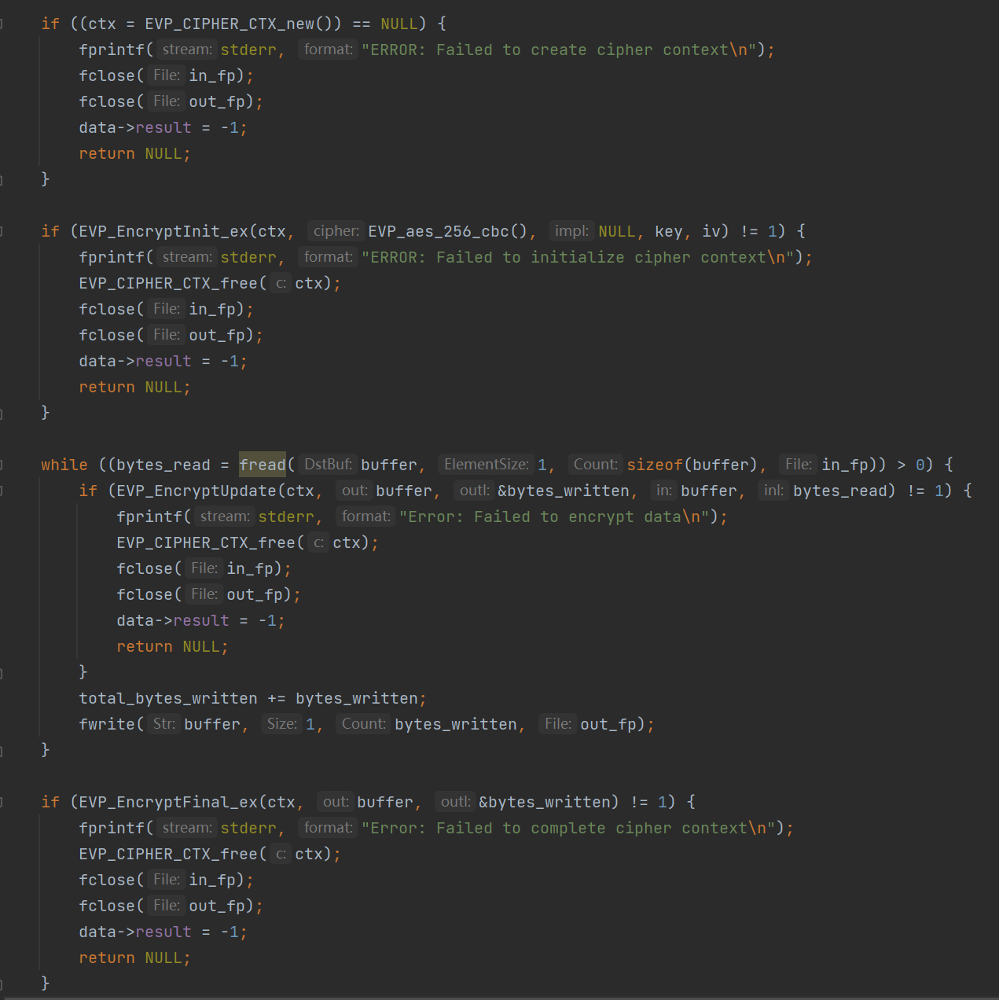 if ((ctx = EVP_CIPHER_CTX_new()) == NULL) {
fprintf( stream: stderr, format: "ERROR: Failed to create cipher context\n");
fclose( File: in_fp);
fclose( File: out_fp);
data->result = -1;
return NULL;
}
if (EVP_EncryptInit_ex(ctx, cipher: EVP_aes_256_cbc(), impl: NULL, key, iv) != 1) {
fprintf( stream: stderr, format: "ERROR: Failed to initialize cipher context\n");
EVP_CIPHER_CTX_free( c: ctx);
fclose( File: in_fp);
fclose( File: out_fp);
data->result = -1;
return NULL;
}
while ((bytes_read = fread( DstBuf: buffer, ElementSize: 1, Count: sizeof(buffer), File: in_fp)) > 0) {
if (EVP_EncryptUpdate(ctx, out: buffer, outl: &bytes_written, in: buffer, inl: bytes_read) != 1) {
fprintf( stream: stderr, format: "Error: Failed to encrypt data\n");
EVP_CIPHER_CTX_free( c: ctx);
fclose( File: in_fp);
fclose( File: out_fp);
data->result = -1;
return NULL;
}
total_bytes_written += bytes_written;
fwrite( Str: buffer, Size: 1, Count: bytes_written, File: out_fp);
}
if (EVP_EncryptFinal_ex(ctx, out: buffer, outl: &bytes_written) != 1) {
fprintf( stream: stderr, format: "Error: Failed to complete cipher context\n");
EVP_CIPHER_CTX_free( c: ctx);
fclose( File: in_fp);
fclose( File: out_fp);
data->result = -1;
return NULL;
}